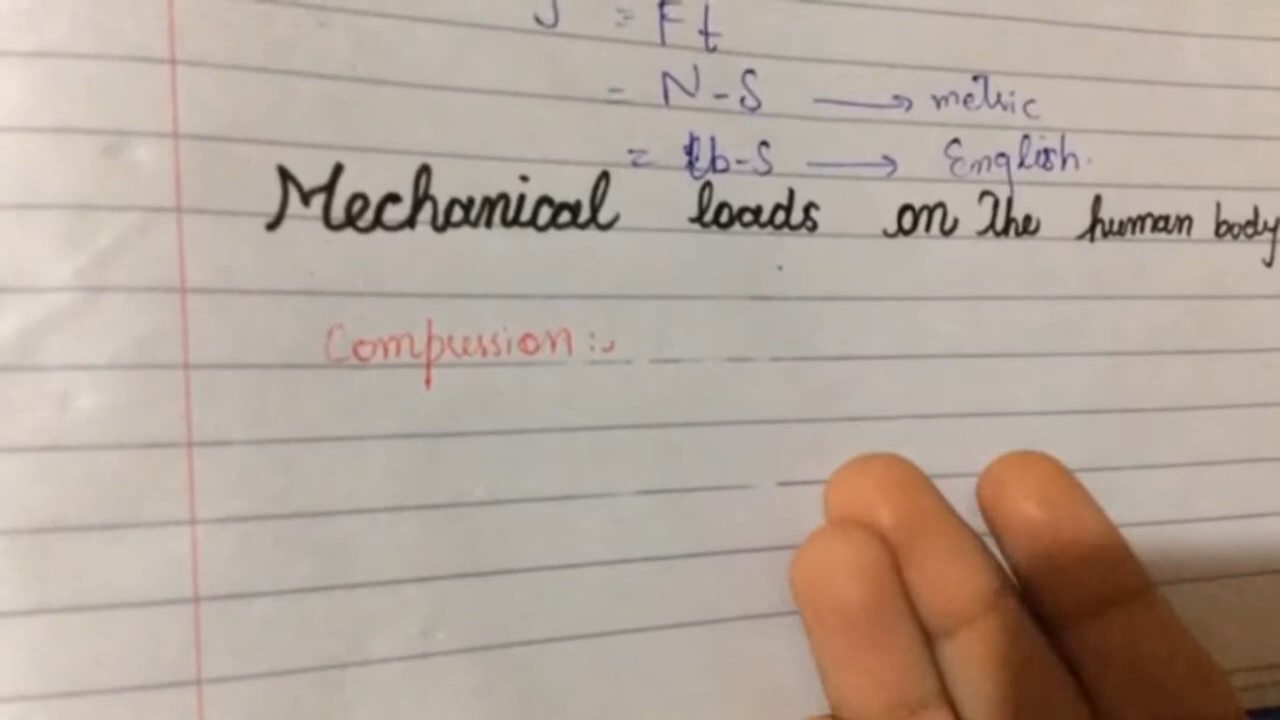 J = Ft
= N-S → metric
= lb-S → English.
Mechanical loads on the human body
Compression :-